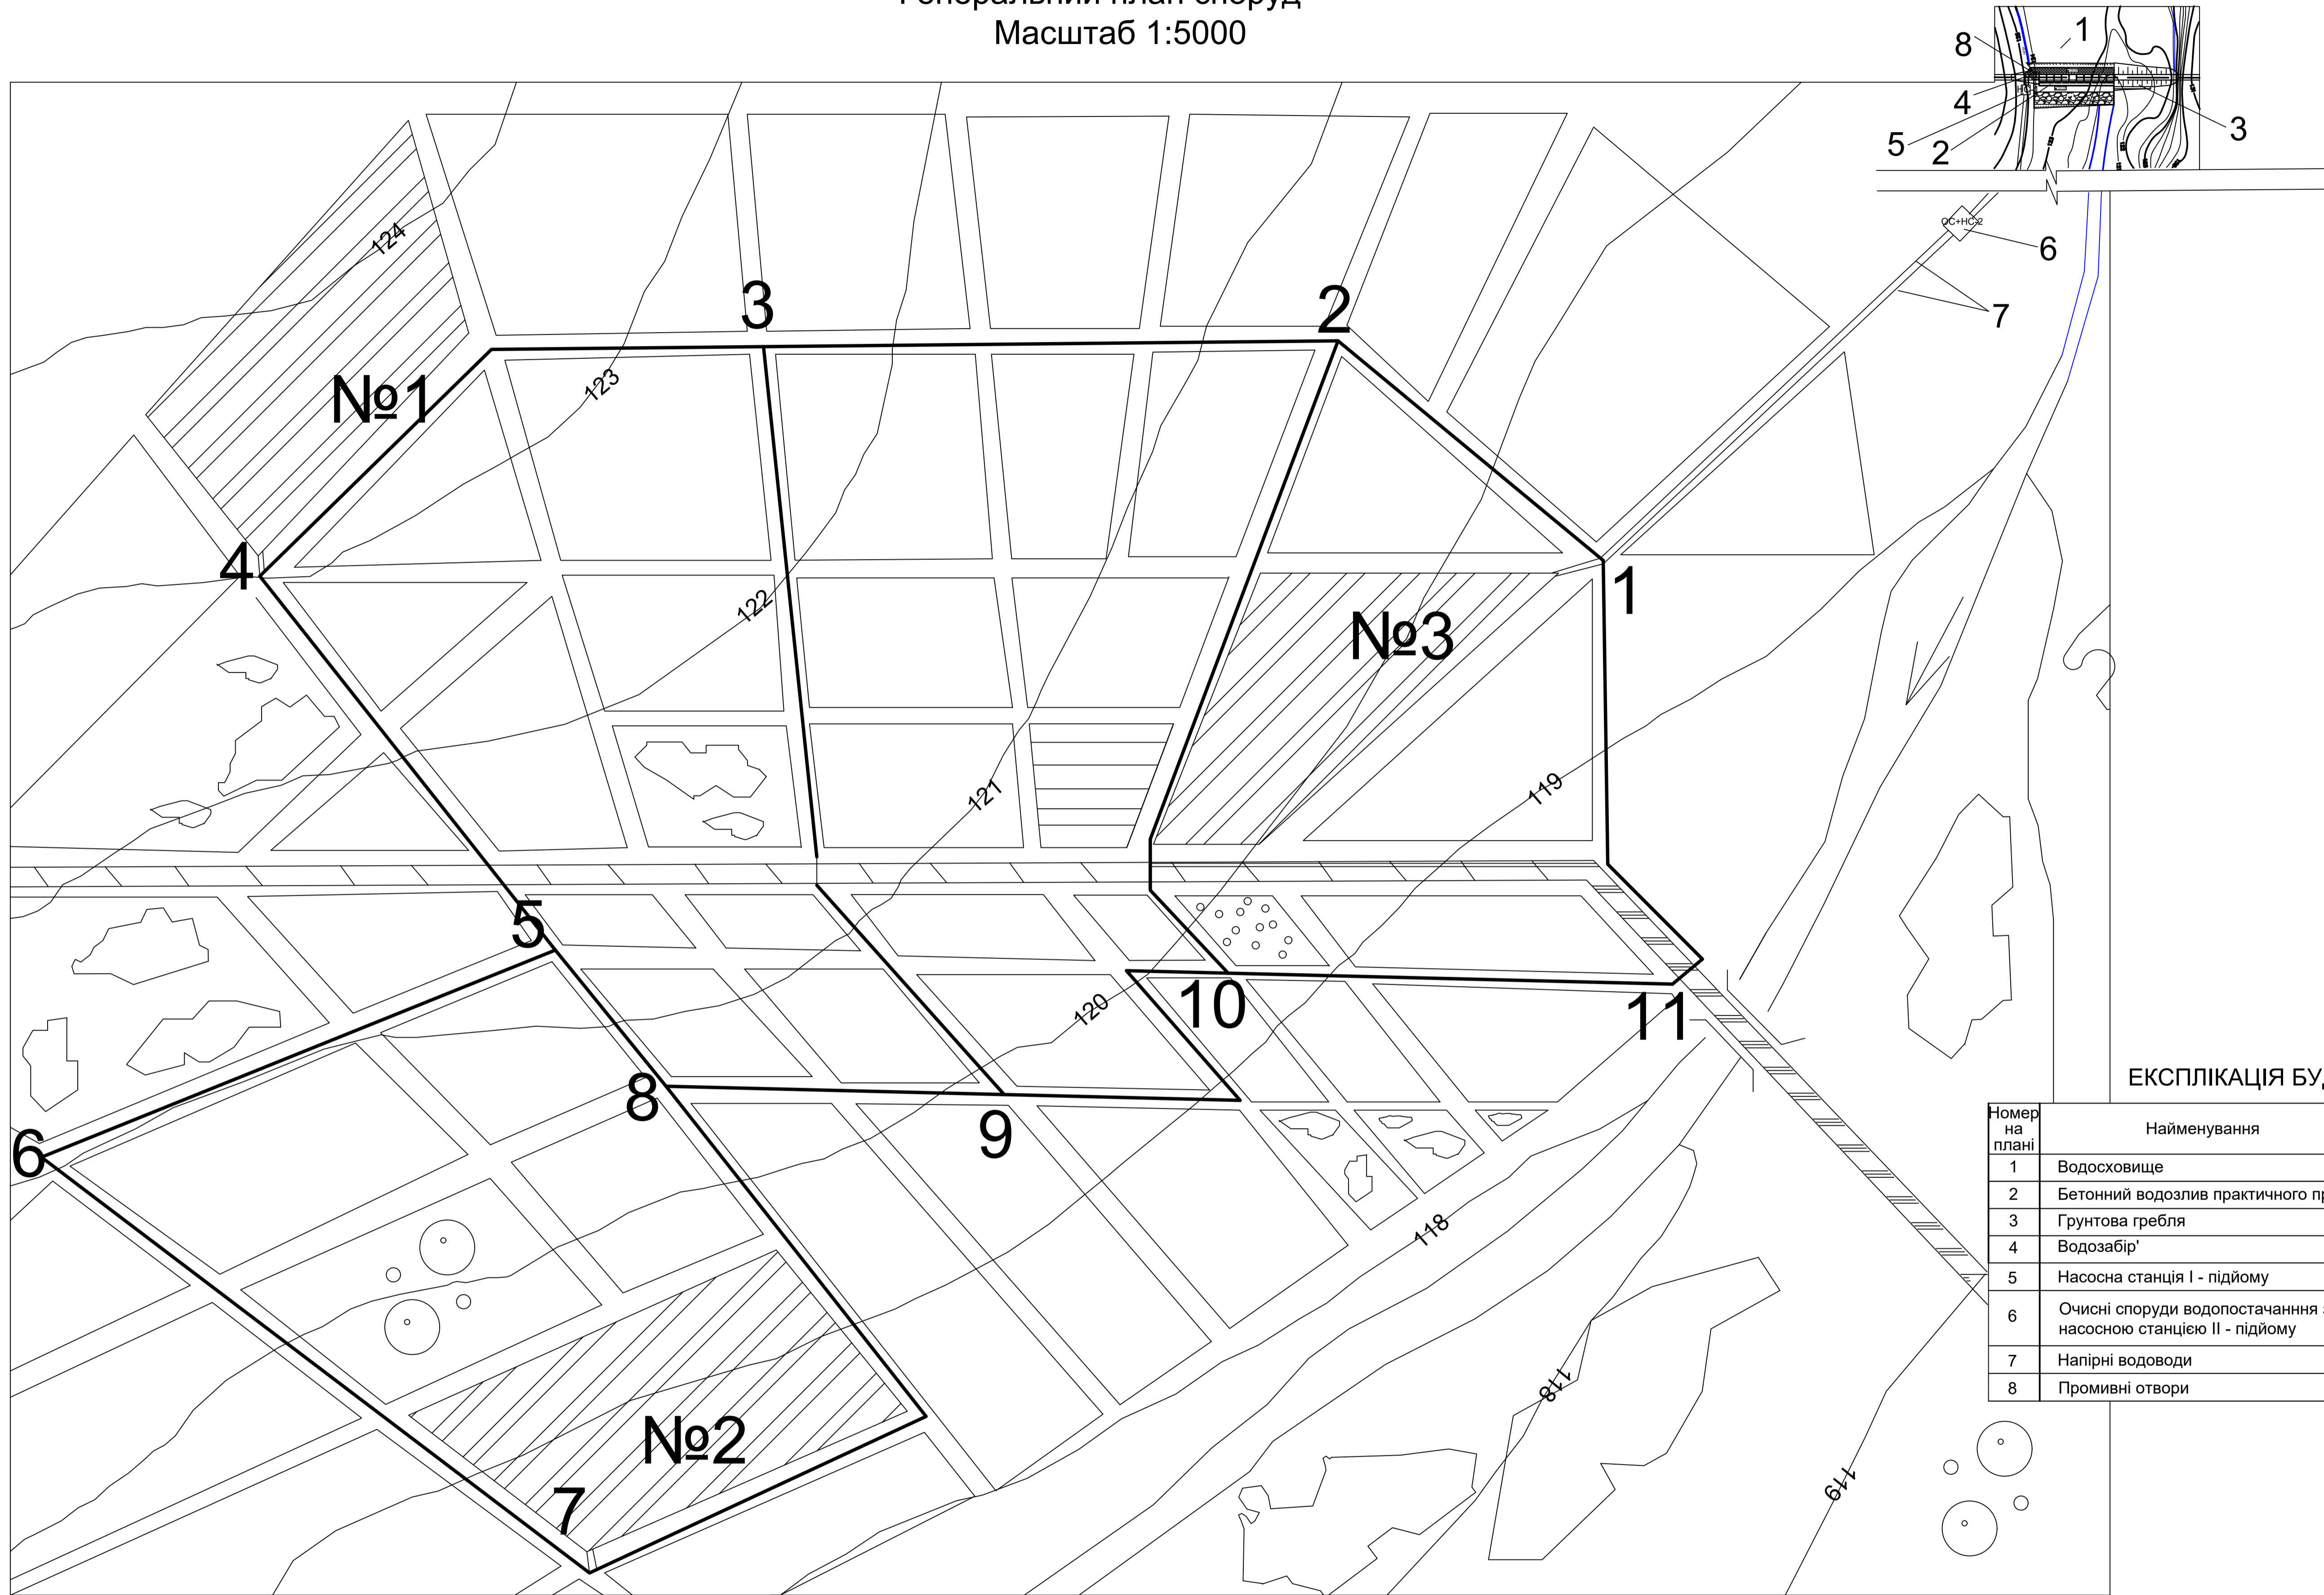 Генеральний план споруд
Масштаб 1:5000
8
1
4
5
2
3
ОС+НС-2
6
7
124
3
2
№1
123
4
1
122
№3
121
119
5
10
120
11
8
9
6
118
№2
7
118
119
ЕКСПЛІКАЦІЯ
Номер на плані
Найменування
1 Водосховище
2 Бетонний водозлив практичного
3 Грунтова гребля
4 Водозабір'
5 Насосна станція І - підйому
6 Очисні споруди водопостачанння
насосною станцією ІІ - підйому
7 Напірні водоводи
8 Промивні отвори